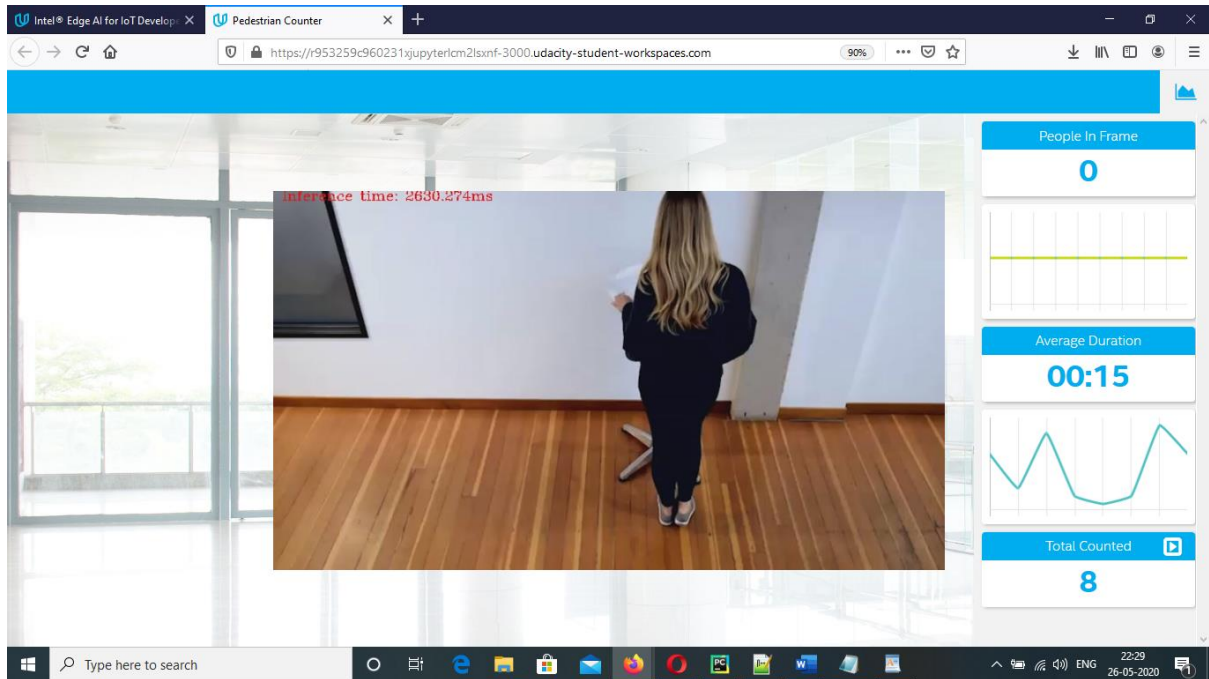 Intel® Edge AI for IoT Develop
Pedestrian Counter
https://r953259c960231xjupyterlcm2lsxnf-3000.udacity-student-workspaces.com
90%
People In Frame
0
Inference time: 2630.274ms
Average Duration
00:15
Total Counted
8
Type here to search
ENG
22:29
26-05-2020